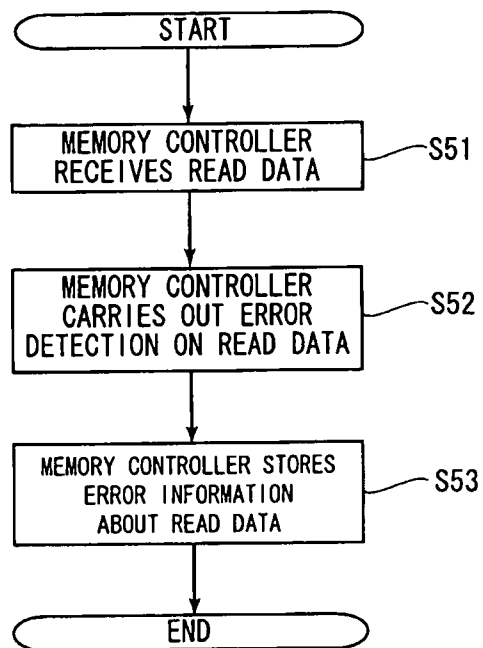 START
MEMORY CONTROLLER
RECEIVES READ DATA
S51
MEMORY CONTROLLER
CARRIES OUT ERROR
DETECTION ON READ DATA
S52
MEMORY CONTROLLER STORES
ERROR INFORMATION
ABOUT READ DATA
S53
END